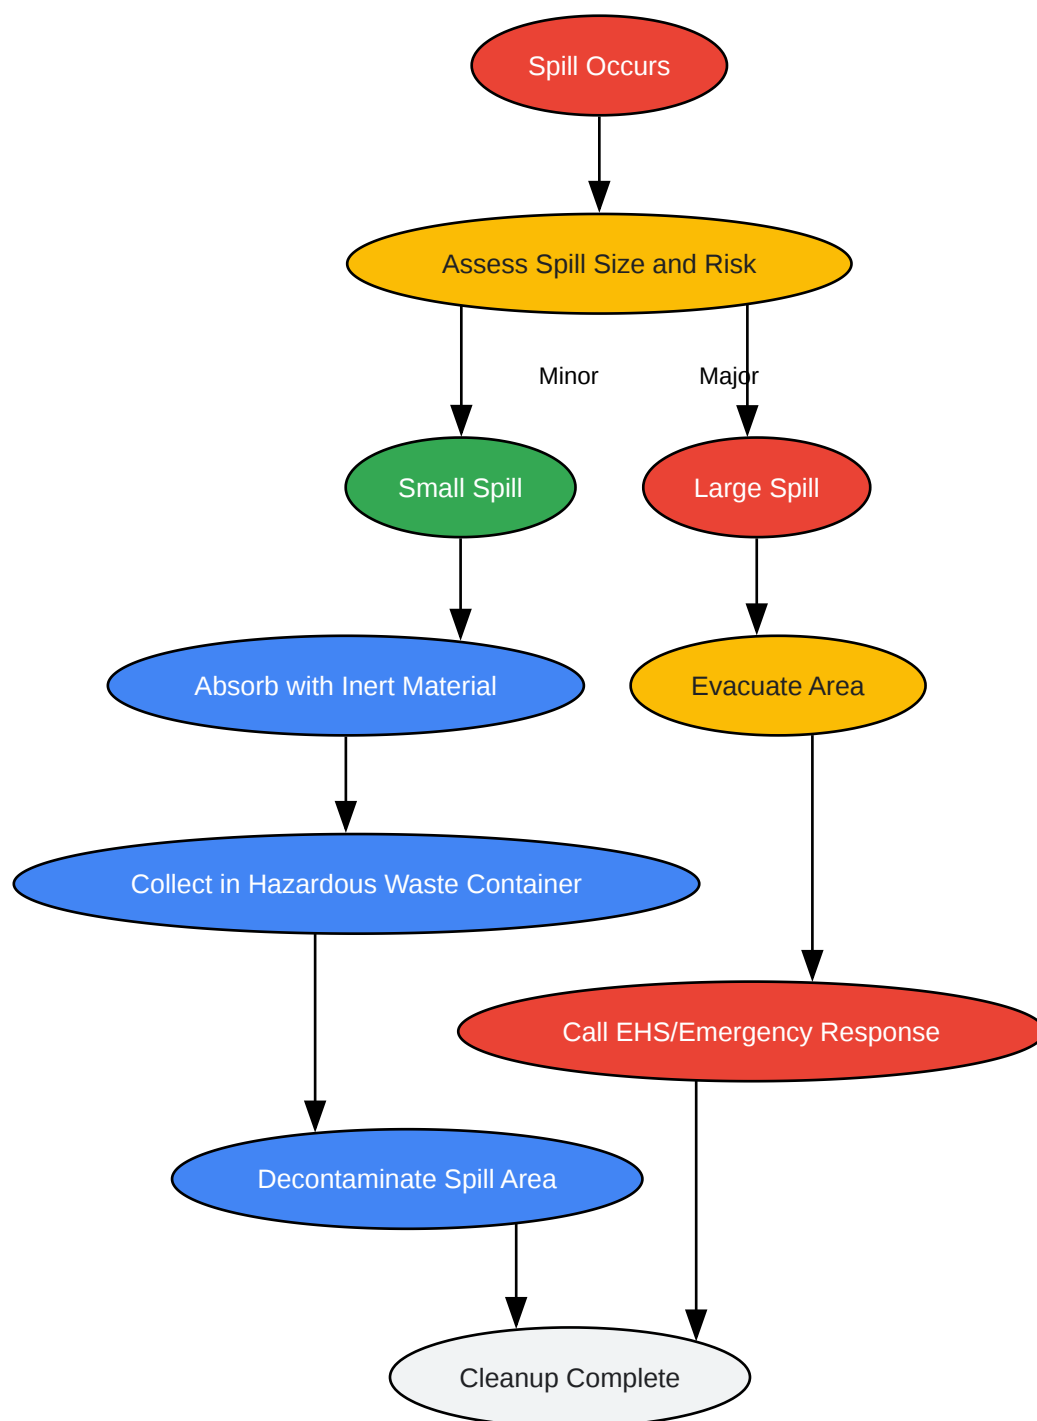 Spill Occurs
Assess Spill Size and Risk
Minor
Major
Small Spill
Large Spill
Absorb with Inert Material
Evacuate Area
Collect in Hazardous Waste Container
Call EHS/Emergency Response
Decontaminate Spill Area
Cleanup Complete